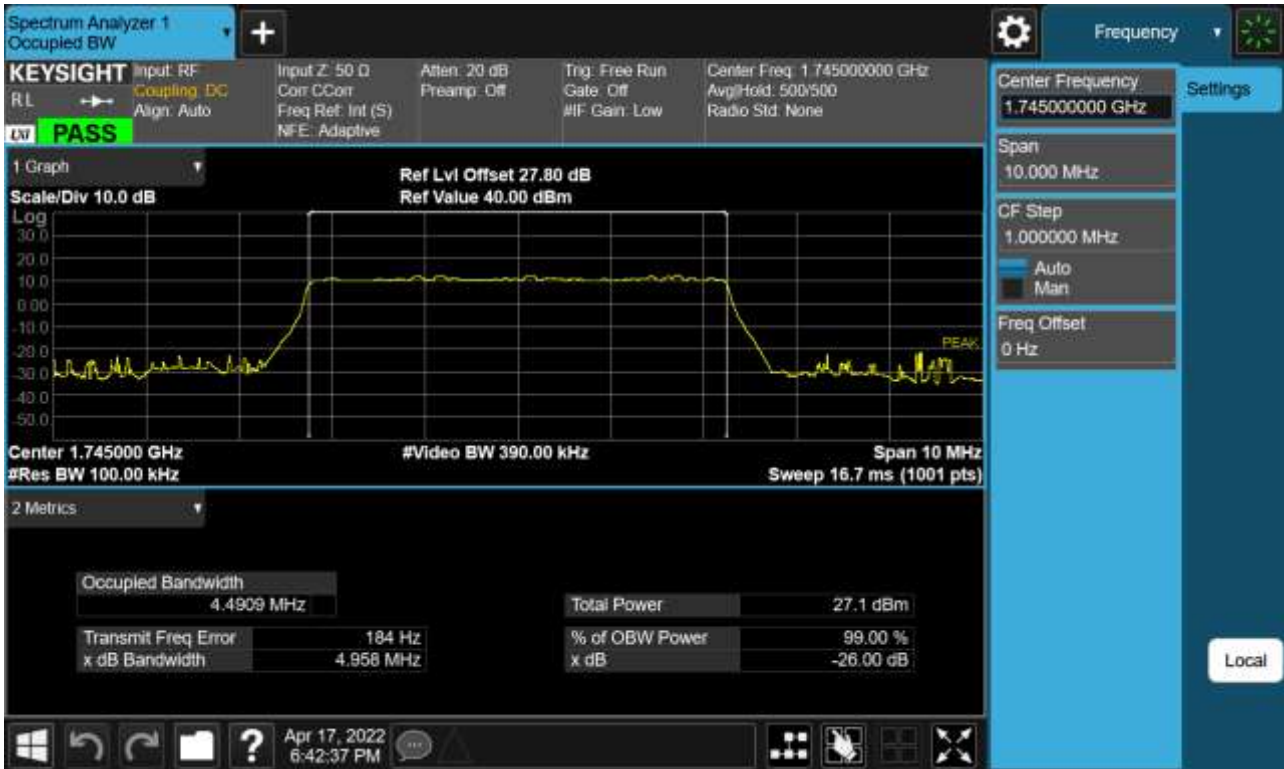 Spectrum Analyzer 1
Occupied BW
Frequency
KEYSIGHT
RL
LXI
PASS
Input: RF
Coupling: DC
Align: Auto
Input Z: 50 Ω
Corr CCorr
Freq Ref: Int (S)
NFE: Adaptive
Atten: 20 dB
Preamp: Off
Trig: Free Run
Gate: Off
#IF Gain: Low
Center Freq: 1.745000000 GHz
Avg|Hold: 500/500
Radio Std: None
Center Frequency
1.745000000 GHz
Settings
Span
10.000 MHz
CF Step
1.000000 MHz
Auto
Man
Freq Offset
0 Hz
1 Graph
Scale/Div 10.0 dB
Ref Lvl Offset 27.80 dB
Ref Value 40.00 dBm
Log
30.0
20.0
10.0
0.00
-10.0
-20.0
-30.0
-40.0
-50.0
PEAK
Center 1.745000 GHz
#Res BW 100.00 kHz
#Video BW 390.00 kHz
Span 10 MHz
Sweep 16.7 ms (1001 pts)
2 Metrics
Occupied Bandwidth
4.4909 MHz
Total Power 27.1 dBm
Transmit Freq Error 184 Hz
% of OBW Power 99.00 %
x dB Bandwidth 4.958 MHz
x dB -26.00 dB
Local
Apr 17, 2022
6:42:37 PM